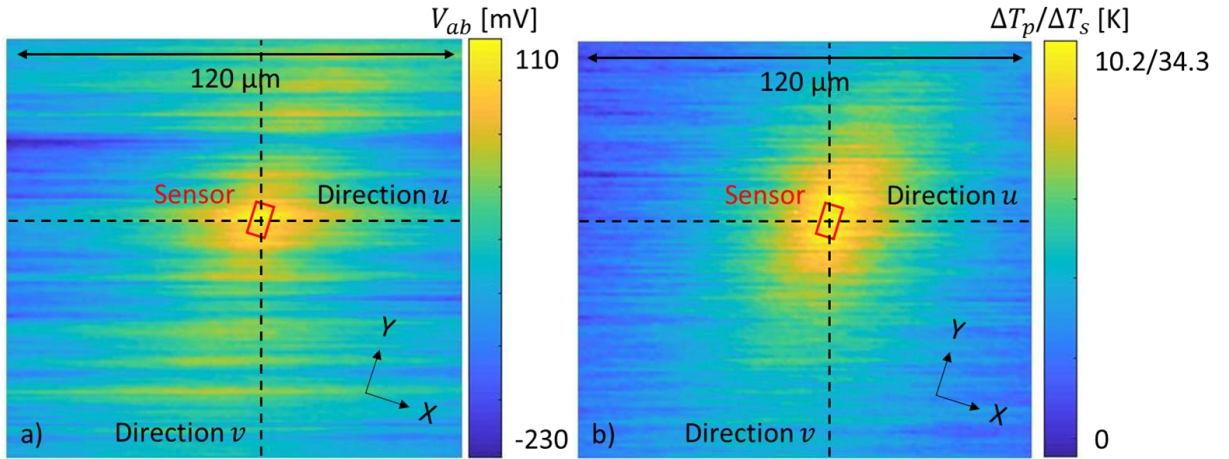 V_ab [mV]
120 μm
110
Sensor
Direction u
Y
X
a)
Direction v
-230
ΔT_p/ΔT_s [K]
120 μm
10.2/34.3
Sensor
Direction u
Y
X
b)
Direction v
0